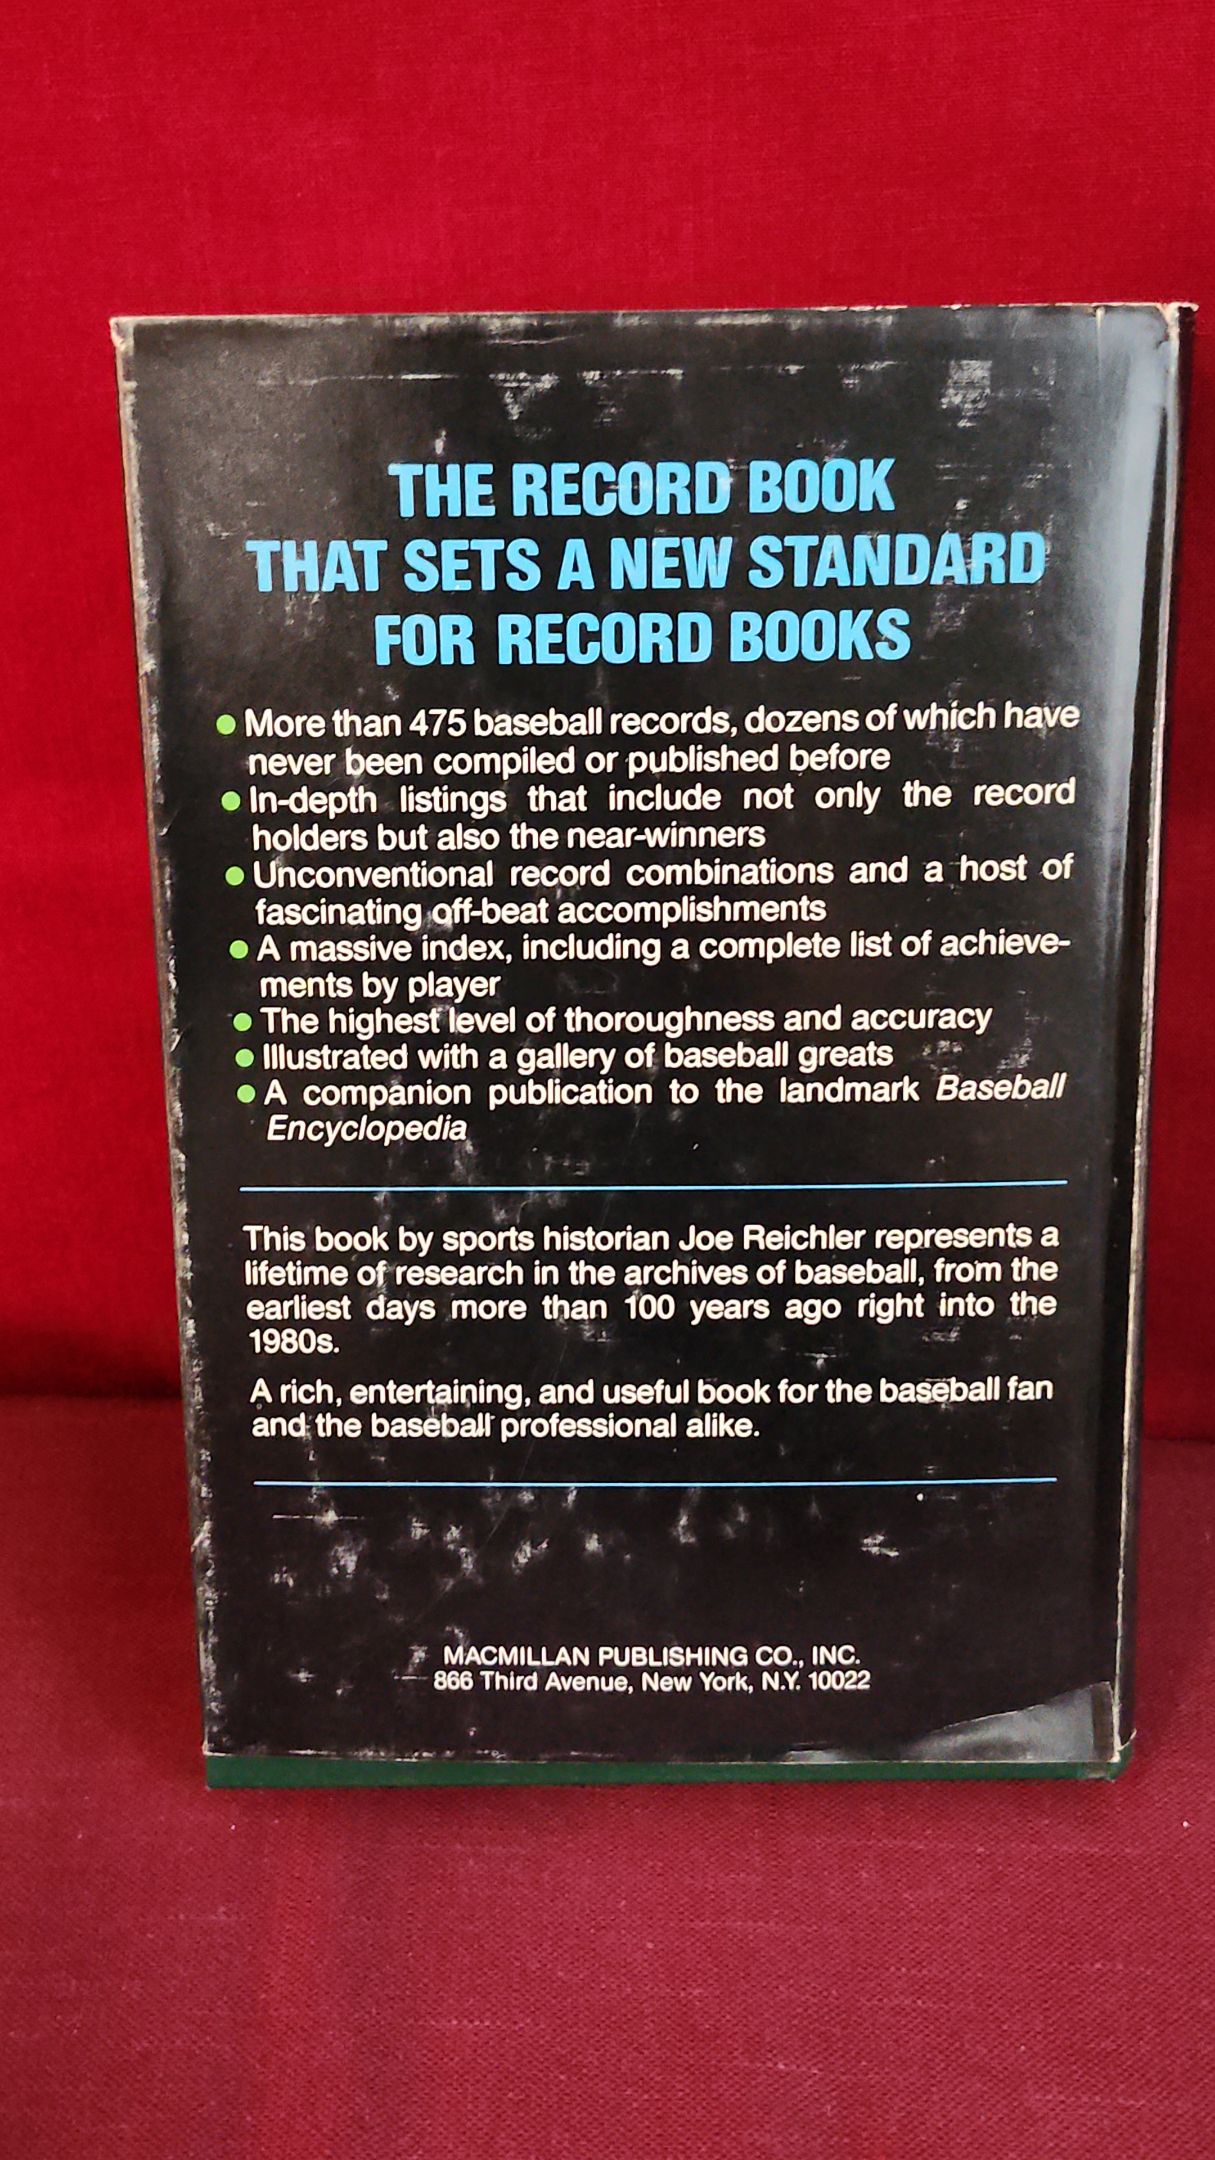 THE RECORD BOOK
THAT SETS A NEW STANDARD
FOR RECORD BOOKS
● More than 475 baseball records, dozens of which have
never been compiled or published before
● In-depth listings that include not only the record
holders but also the near-winners
● Unconventional record combinations and a host of
fascinating off-beat accomplishments
● A massive index, including a complete list of achieve-
ments by player
● The highest level of thoroughness and accuracy
● Illustrated with a gallery of baseball greats
● A companion publication to the landmark Baseball
Encyclopedia
This book by sports historian Joe Reichler represents a
lifetime of research in the archives of baseball, from the
earliest days more than 100 years ago right into the
1980s.
A rich, entertaining, and useful book for the baseball fan
and the baseball professional alike.
MACMILLAN PUBLISHING CO., INC.
866 Third Avenue, New York, N.Y. 10022